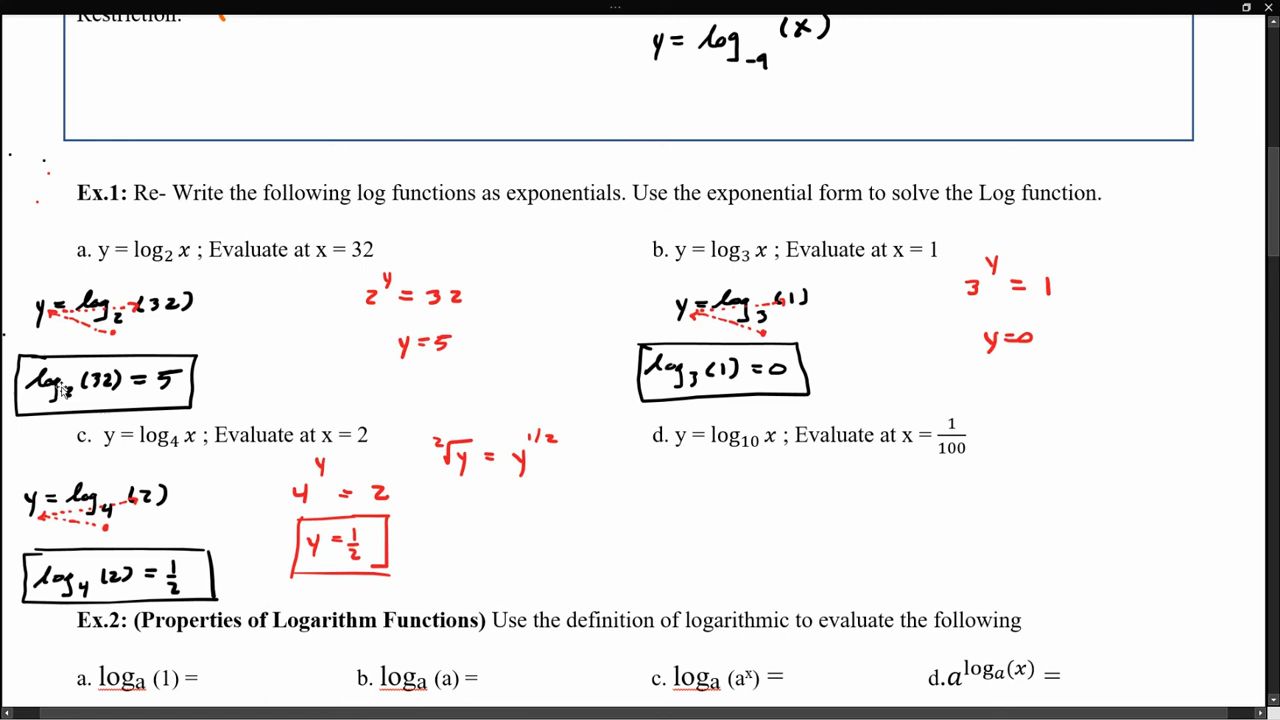 Restriction:
y = log₋₉ (x)
Ex.1: Re- Write the following log functions as exponentials. Use the exponential form to solve the Log function.
a. y = log₂ x ; Evaluate at x = 32
b. y = log₃ x ; Evaluate at x = 1
y = log₂ (32)
2^y = 32
y = 5
log₂ (32) = 5
y = log₃ (1)
3^y = 1
y = 0
log₃ (1) = 0
c. y = log₄ x ; Evaluate at x = 2
d. y = log₁₀ x ; Evaluate at x = 1/100
²√y = y^1/2
y = log₄ (2)
4^y = 2
y = 1/2
log₄ (2) = 1/2
Ex.2: (Properties of Logarithm Functions) Use the definition of logarithmic to evaluate the following
a. logₐ (1) =
b. logₐ (a) =
c. logₐ (aˣ) =
d. a^logₐ(x) =